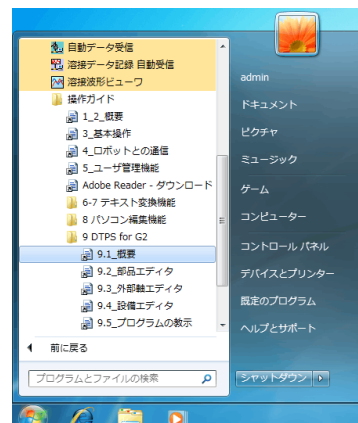 自動データ受信
溶接データ記録 自動受信
溶接波形ビューワ
操作ガイド
1_2_概要
3_基本操作
4_ロボットとの通信
5_ユーザ管理機能
Adobe Reader - ダウンロード
6-7 テキスト変換機能
8 パソコン編集機能
9 DTPS for G2
9.1_概要
9.2_部品エディタ
9.3_外部軸エディタ
9.4_設備エディタ
9.5_プログラムの教示
前に戻る
プログラムとファイルの検索
admin
ドキュメント
ピクチャ
ミュージック
ゲーム
コンピューター
コントロール パネル
デバイスとプリンター
既定のプログラム
ヘルプとサポート
シャットダウン